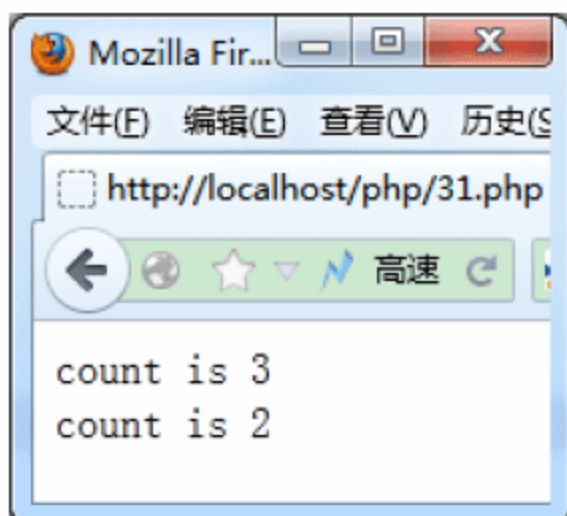 Mozilla Fir...
文件(F) 编辑(E) 查看(V) 历史(S
http://localhost/php/31.php
高速
count is 3
count is 2